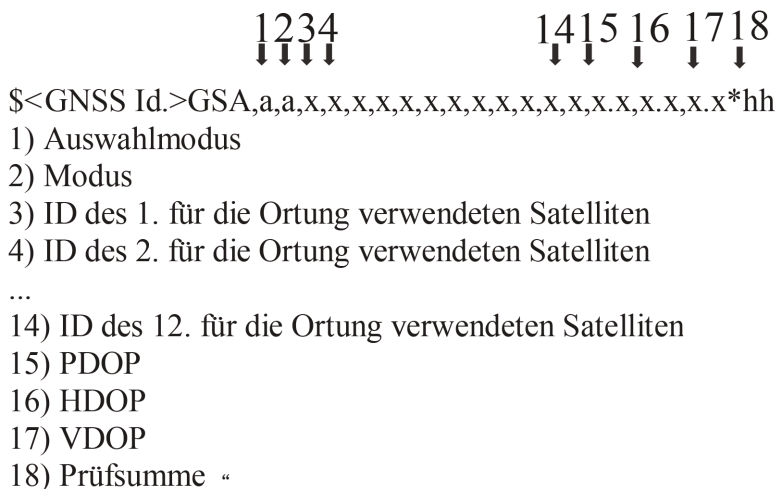 1234 1415 16 1718
$<GNSS Id.>GSA,a,a,x,x,x,x,x,x,x,x,x,x,x,x,x.x,x.x,x.x*hh
1) Auswahlmodus
2) Modus
3) ID des 1. für die Ortung verwendeten Satelliten
4) ID des 2. für die Ortung verwendeten Satelliten
...
14) ID des 12. für die Ortung verwendeten Satelliten
15) PDOP
16) HDOP
17) VDOP
18) Prüfsumme “